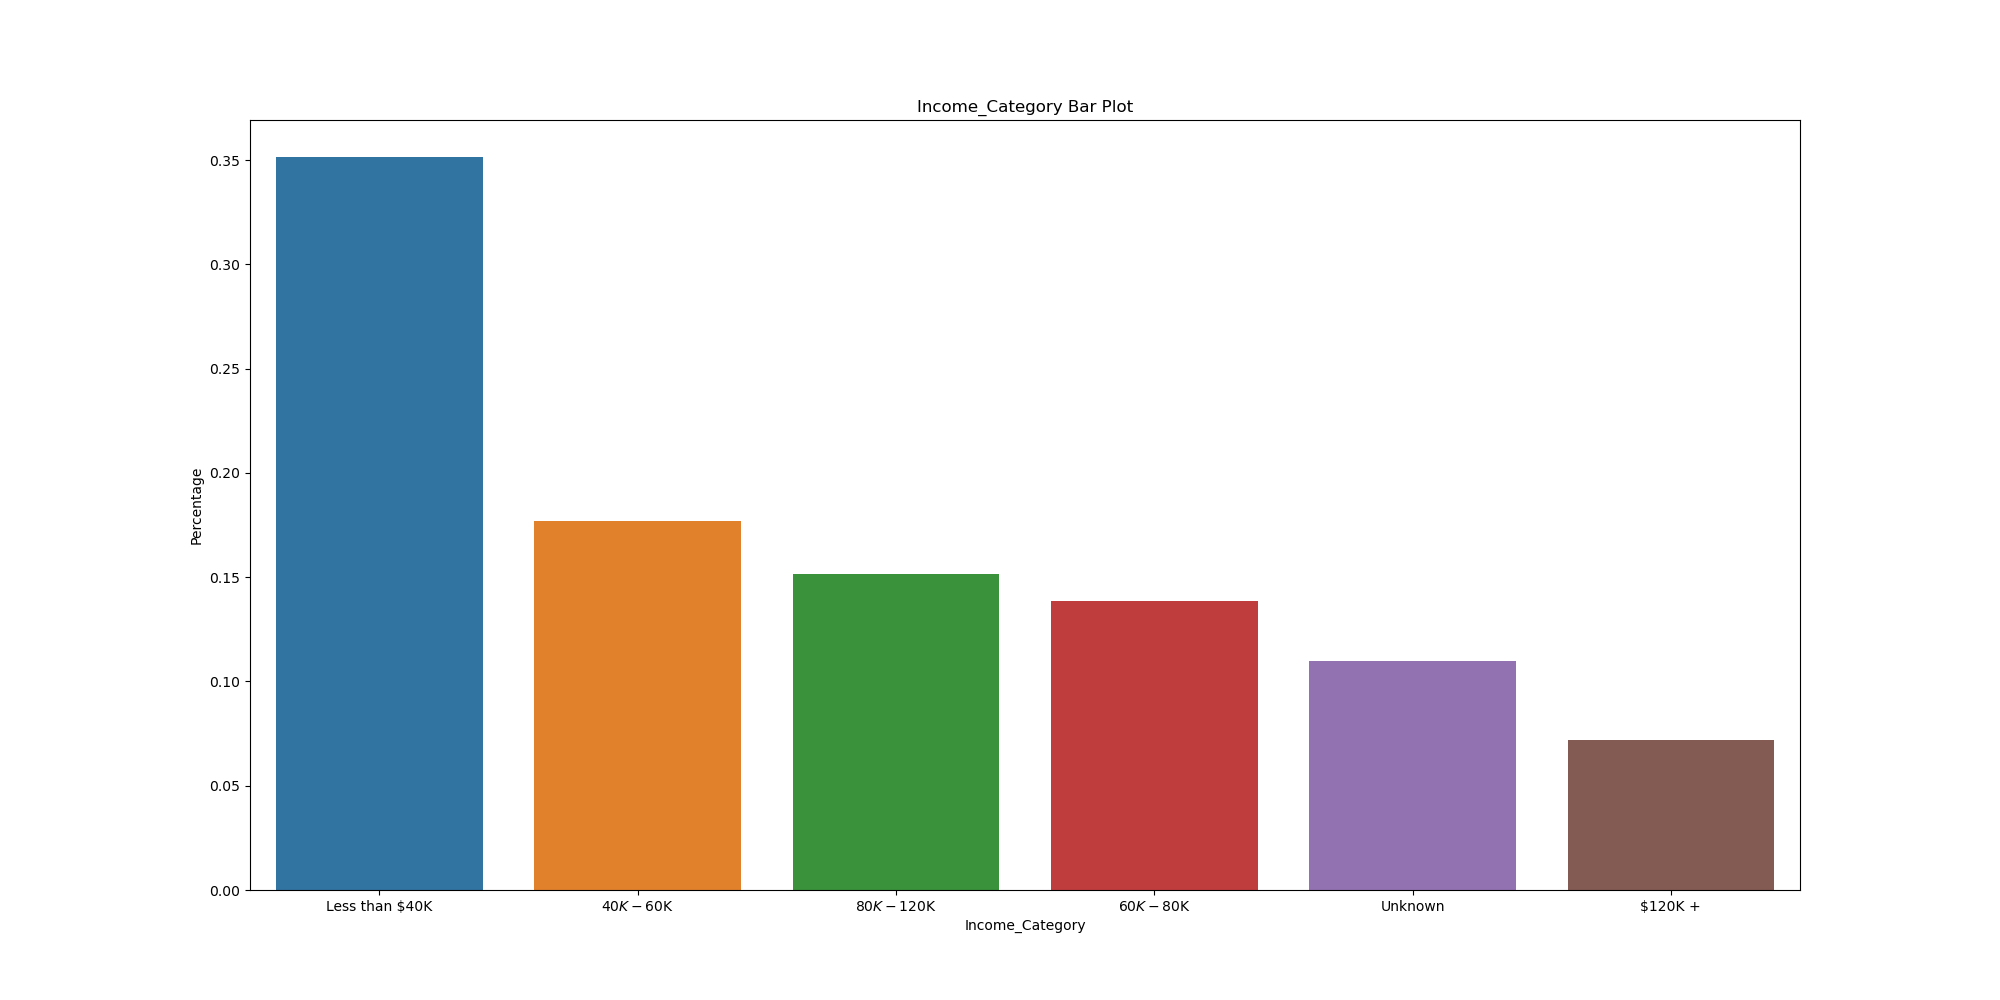 Income_Category Bar Plot
Percentage
0.35
0.30
0.25
0.20
0.15
0.10
0.05
0.00
Less than $40K 40K − 60K 80K − 120K 60K − 80K Unknown $120K +
Income_Category